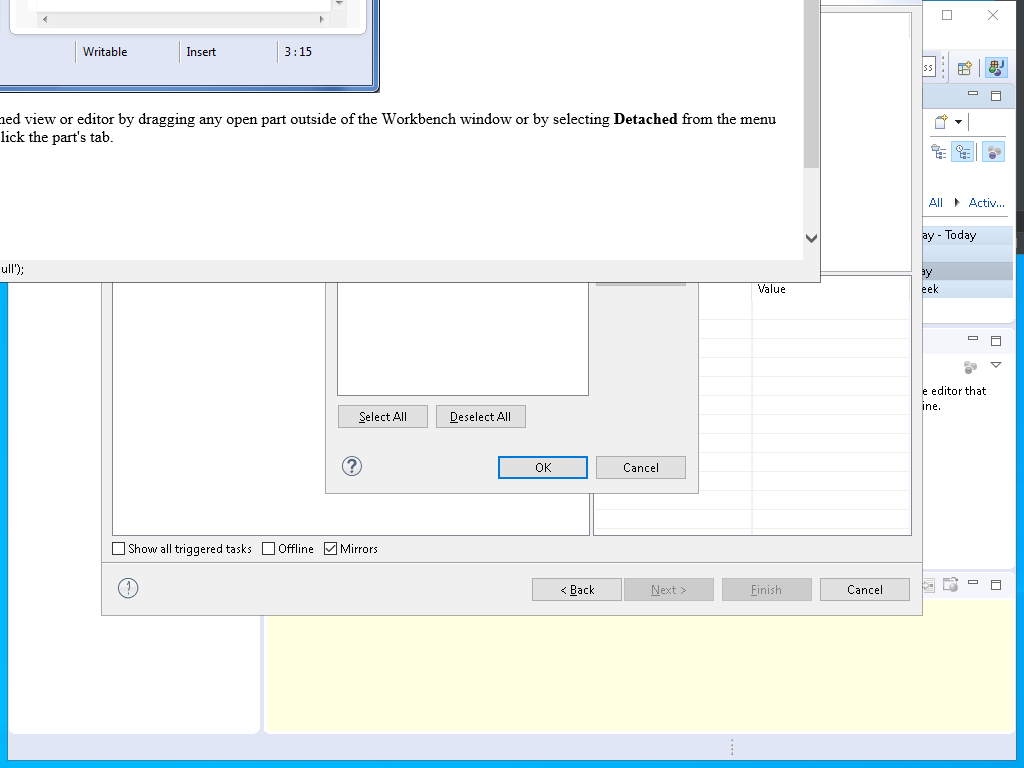 Writable
Insert
3 : 15
ned view or editor by dragging any open part outside of the Workbench window or by selecting Detached from the menu
lick the part's tab.
ull');
ss
All
Activ...
ay - Today
ay
eek
Value
e editor that
ine.
Select All
Deselect All
OK
Cancel
Show all triggered tasks
Offline
Mirrors
< Back
Next >
Finish
Cancel